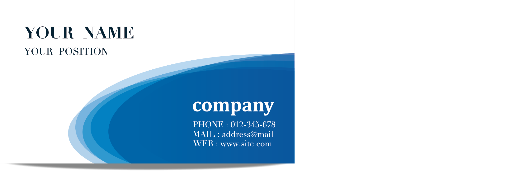 YOUR NAME
YOUR POSITION
company
PHONE : 012-345-678
MAIL : address@mail
WEB : www.site.com